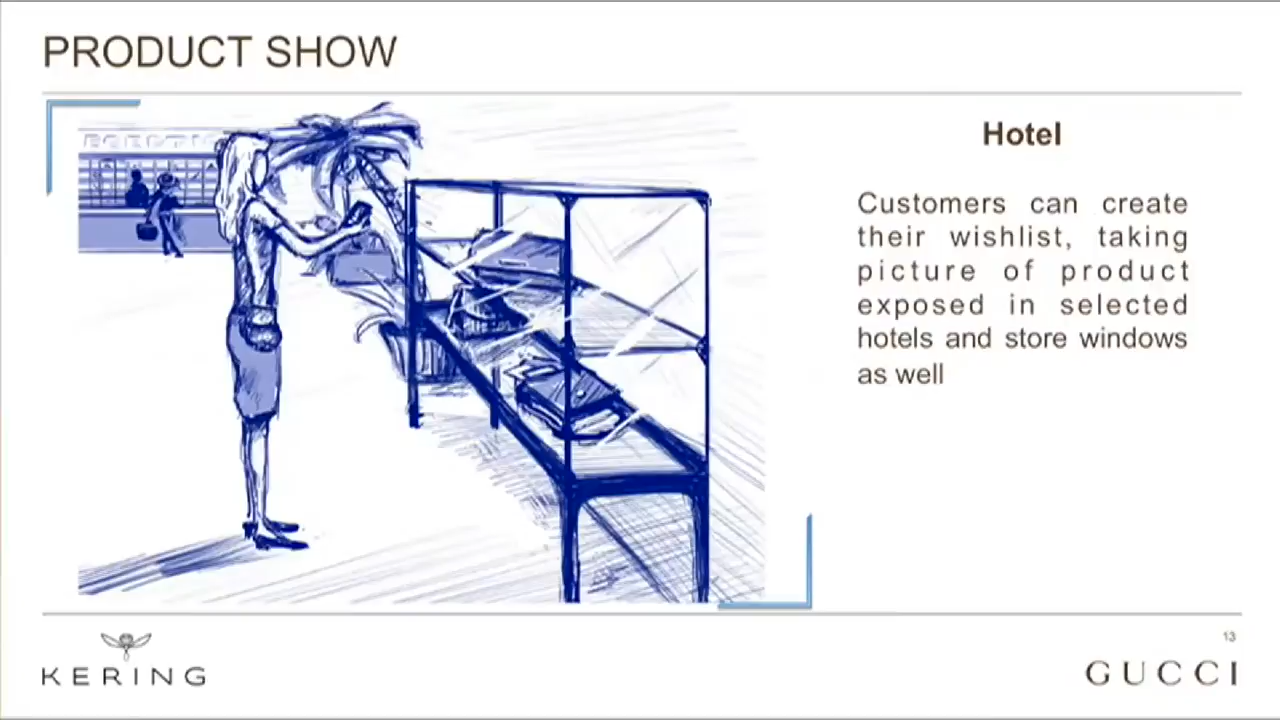 PRODUCT SHOW
Hotel
Customers can create
their wishlist, taking
picture of product
exposed in selected
hotels and store windows
as well
13
KERING
GUCCI